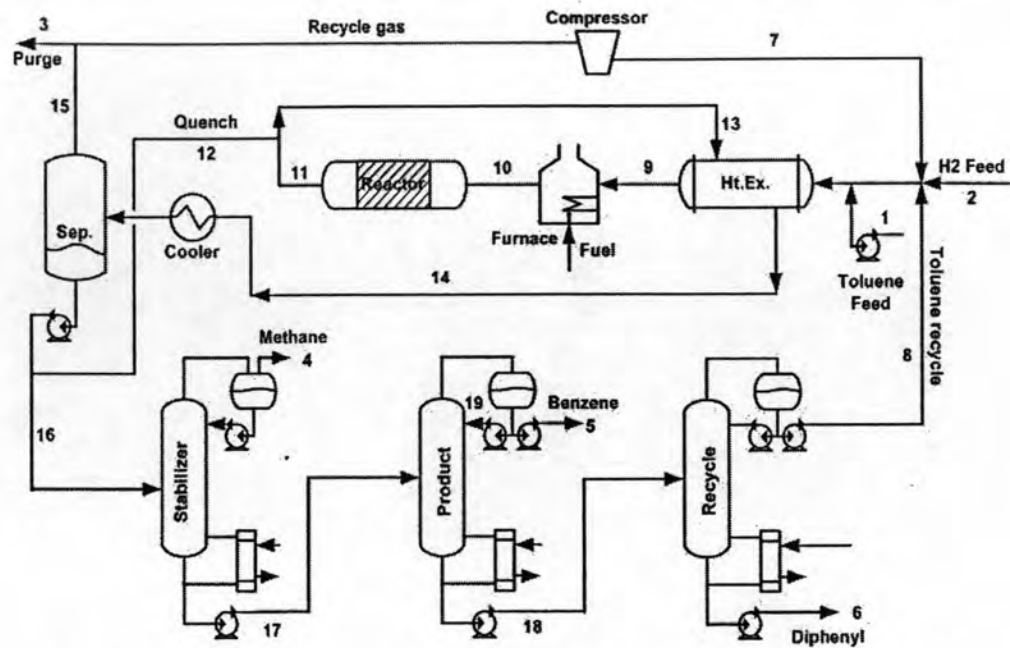 3
Purge
Recycle gas
Compressor
7
15
Quench
12
13
11
Reactor
10
9
Ht.Ex.
H2 Feed
2
1
Sep.
Cooler
Furnace
Fuel
Toluene
Feed
Toluene recycle
14
8
Methane
4
19
Benzene
5
16
Stabilizer
Product
Recycle
17
18
6
Diphenyl